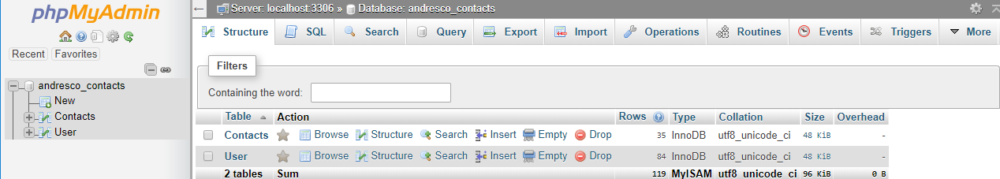 phpMyAdmin
Recent Favorites
andresco_contacts
New
Contacts
User
← Server: localhost:3306 » Database: andresco_contacts
Structure SQL Search Query Export Import Operations Routines Events Triggers More
Filters
Containing the word:
Table Action Rows Type Collation Size Overhead
Contacts Browse Structure Search Insert Empty Drop 35 InnoDB utf8_unicode_ci 48 KiB -
User Browse Structure Search Insert Empty Drop 84 InnoDB utf8_unicode_ci 48 KiB -
2 tables Sum 119 MyISAM utf8_unicode_ci 96 KiB 0 B